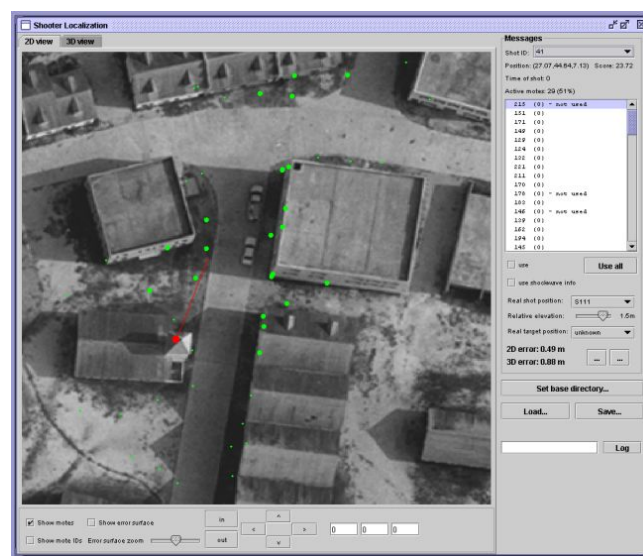 Shooter Localization
2D view 3D view
Messages
Shot ID: 41
Position: (27.07,44.64,7.13) Score: 23.72
Time of shot: 0
Active motes: 29 (51%)
215 (0) - not used
151 (0)
171 (0)
149 (0)
129 (0)
124 (0)
132 (0)
221 (0)
211 (0)
170 (0)
178 (0) - not used
183 (0)
146 (0) - not used
139 (0)
162 (0)
194 (0)
145 (0)
use Use all
use shockwave info
Real shot position: S111
Relative elevation: 1.5m
Real target position: unknown
2D error: 0.49 m
3D error: 0.88 m
... ...
Set base directory...
Load... Save...
Log
Show motes Show error surface
Show mote IDs Error surface zoom
in
out
< >
0 0 0